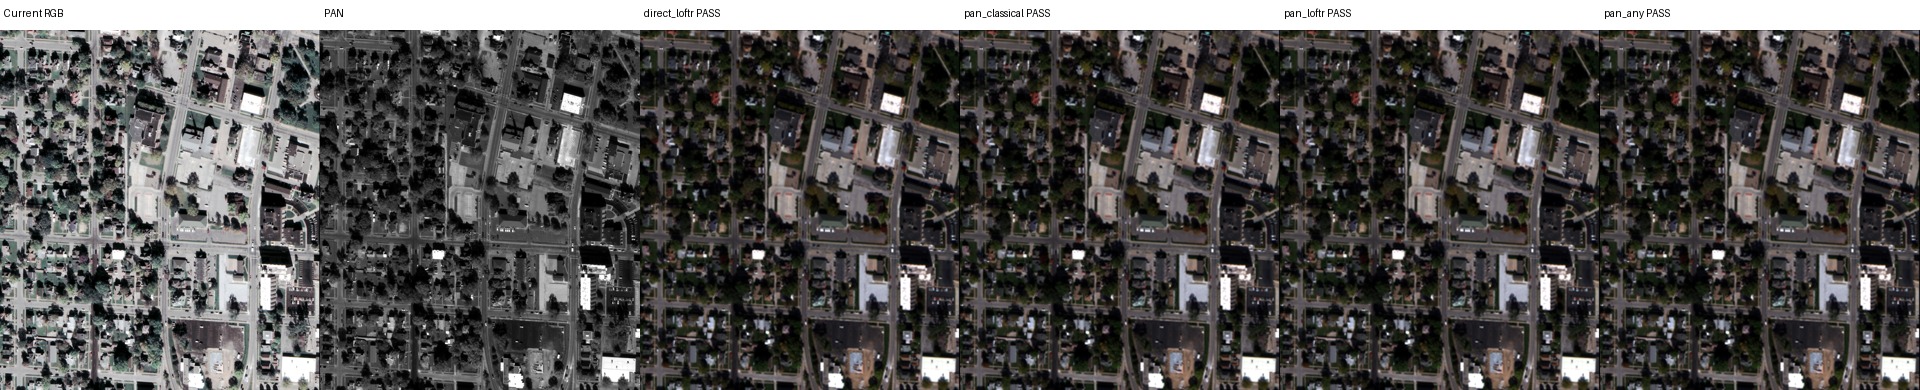 Current RGB
PAN
direct_loftr PASS
pan_classical PASS
pan_loftr PASS
pan_any PASS